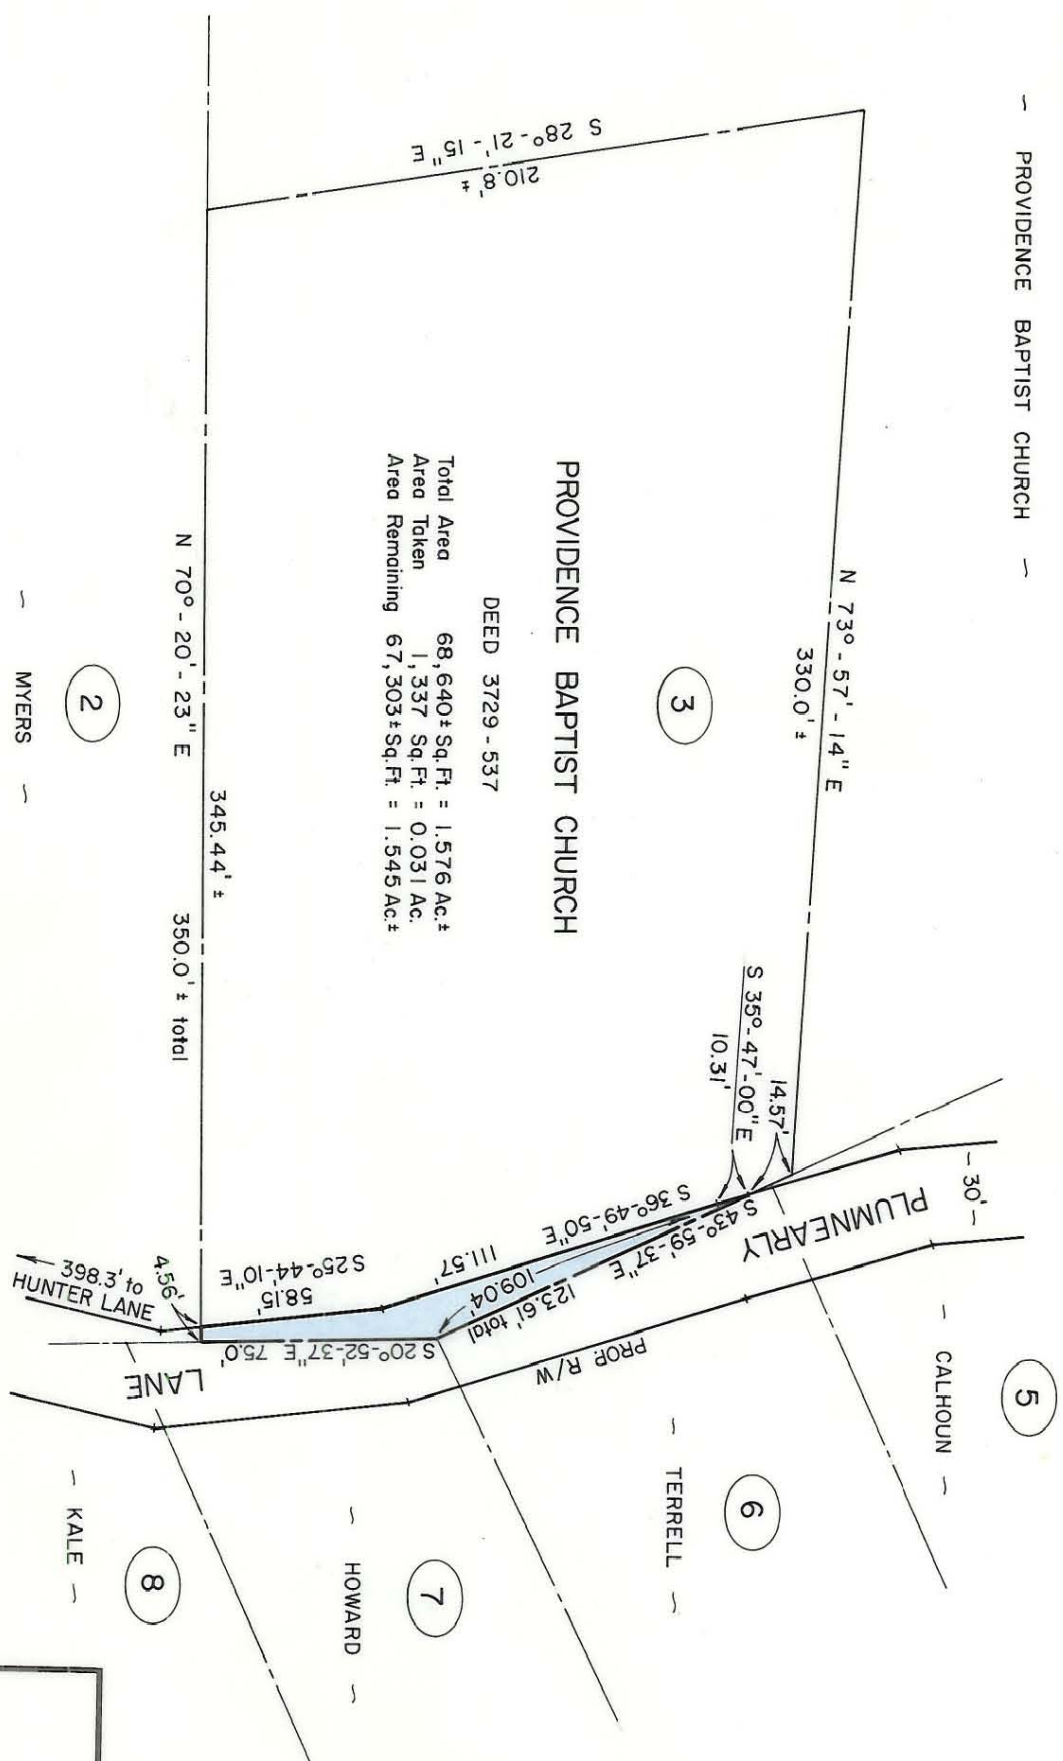 ~ PROVIDENCE BAPTIST CHURCH ~
N 73° - 57' - 14" E
330.0' ±
S 28° - 21' - 15" E
210.8' ±
3
PROVIDENCE BAPTIST CHURCH
DEED 3729 - 537
Total Area 68,640± Sq.Ft. = 1.576 Ac.±
Area Taken 1,337 Sq.Ft. = 0.031 Ac.
Area Remaining 67,303± Sq.Ft. = 1.545 Ac.±
14.57'
S 35° - 47' - 00" E
10.31'
~ 30' ~
PLUMNEARLY
S 36° - 49' - 50" E
111.57'
S 43° - 59' - 37" E
109.04'
123.61' total
S 25° - 44' - 10" E
58.15'
S 20° - 52' - 37" E 75.0'
LANE
PROP. R/W
4.56'
398.3' to
HUNTER LANE
345.44' ±
N 70° - 20' - 23" E
350.0' ± total
2
~ MYERS ~
5
~ CALHOUN ~
6
~ TERRELL ~
7
~ HOWARD ~
8
~ KALE ~